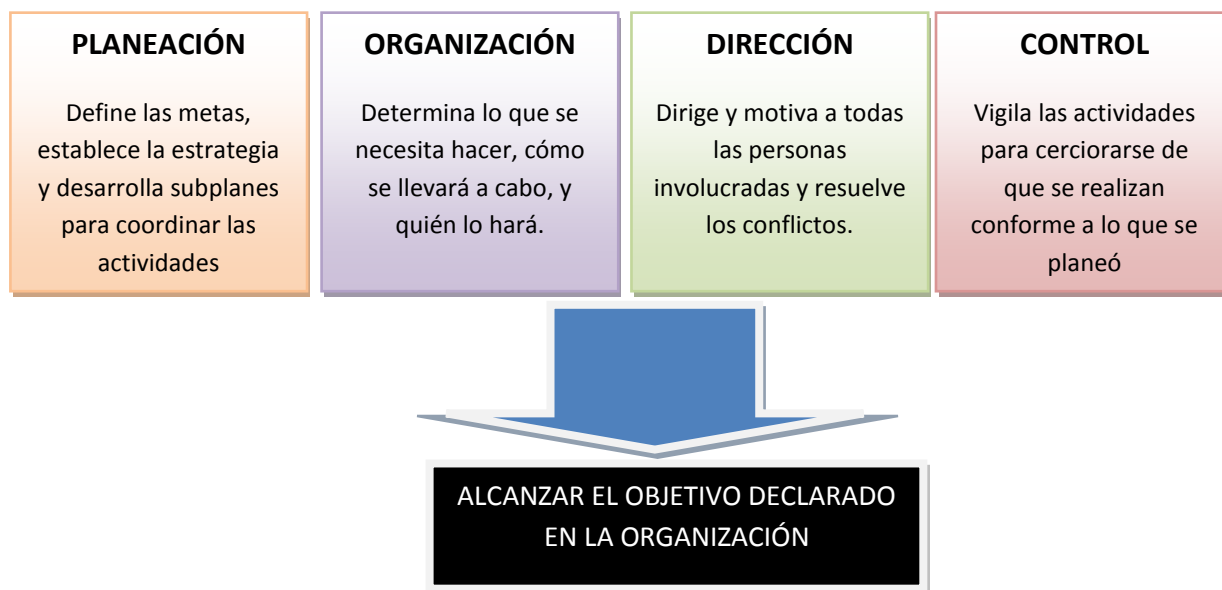 PLANEACIÓN
Define las metas,
establece la estrategia
y desarrolla subplanes
para coordinar las
actividades
ORGANIZACIÓN
Determina lo que se
necesita hacer, cómo
se llevará a cabo, y
quién lo hará.
DIRECCIÓN
Dirige y motiva a todas
las personas
involucradas y resuelve
los conflictos.
CONTROL
Vigila las actividades
para cerciorarse de
que se realizan
conforme a lo que se
planeó
ALCANZAR EL OBJETIVO DECLARADO
EN LA ORGANIZACIÓN